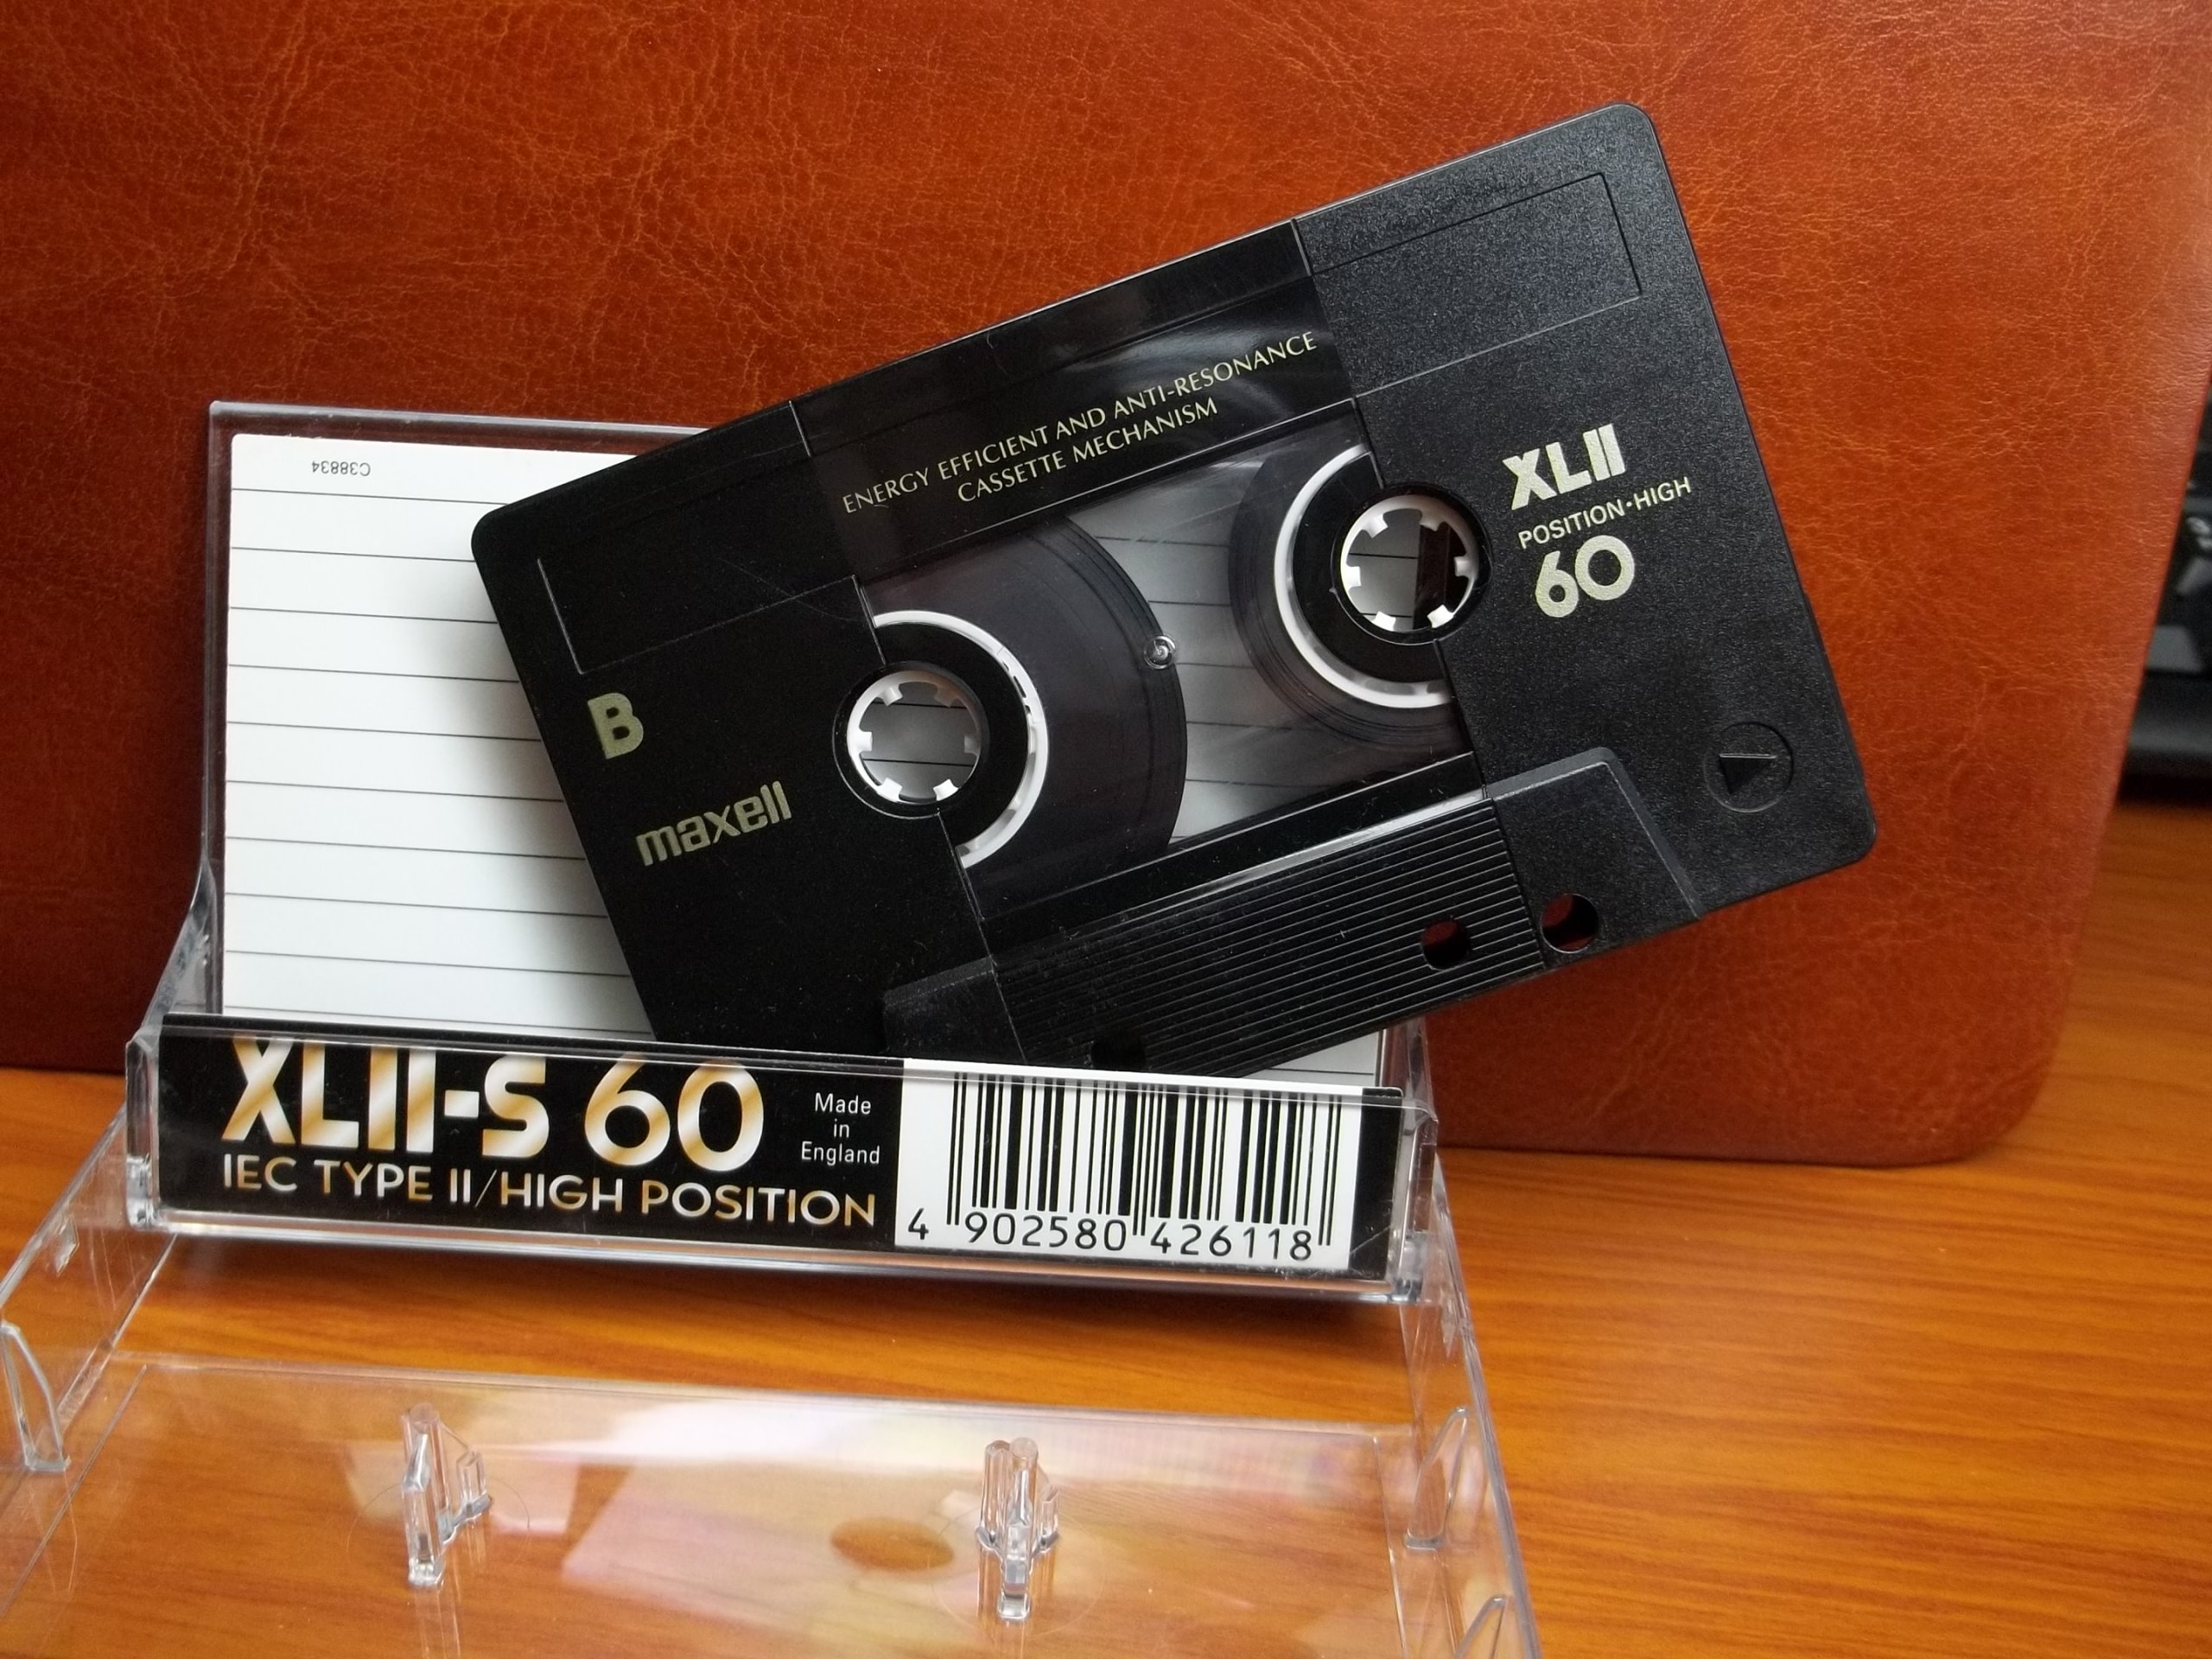 C38834
ENERGY EFFICIENT AND ANTI-RESONANCE
CASSETTE MECHANISM
XLII
POSITION·HIGH
60
B
maxell
XLII-S 60
IEC TYPE II/HIGH POSITION
Made
in
England
4 902580 426118